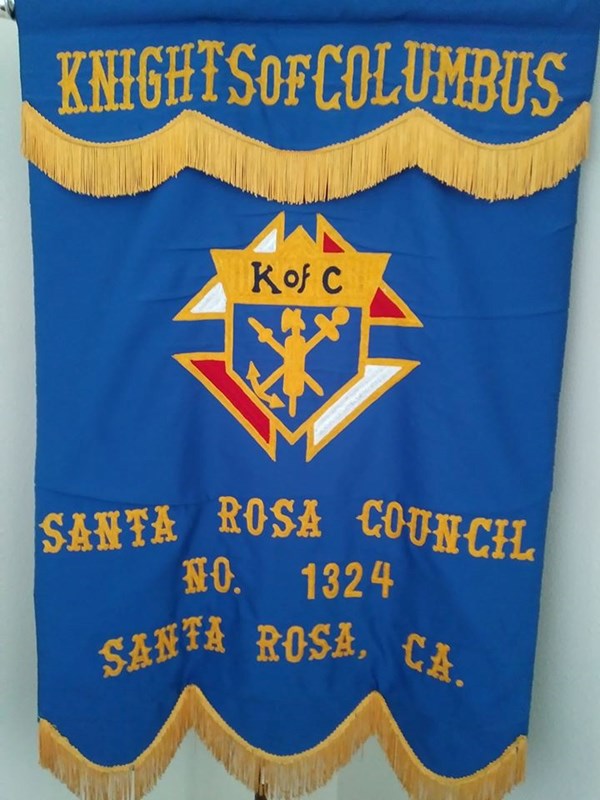 KNIGHTS OF COLUMBUS
K of C
SANTA ROSA COUNCIL
NO. 1324
SANTA ROSA, CA.